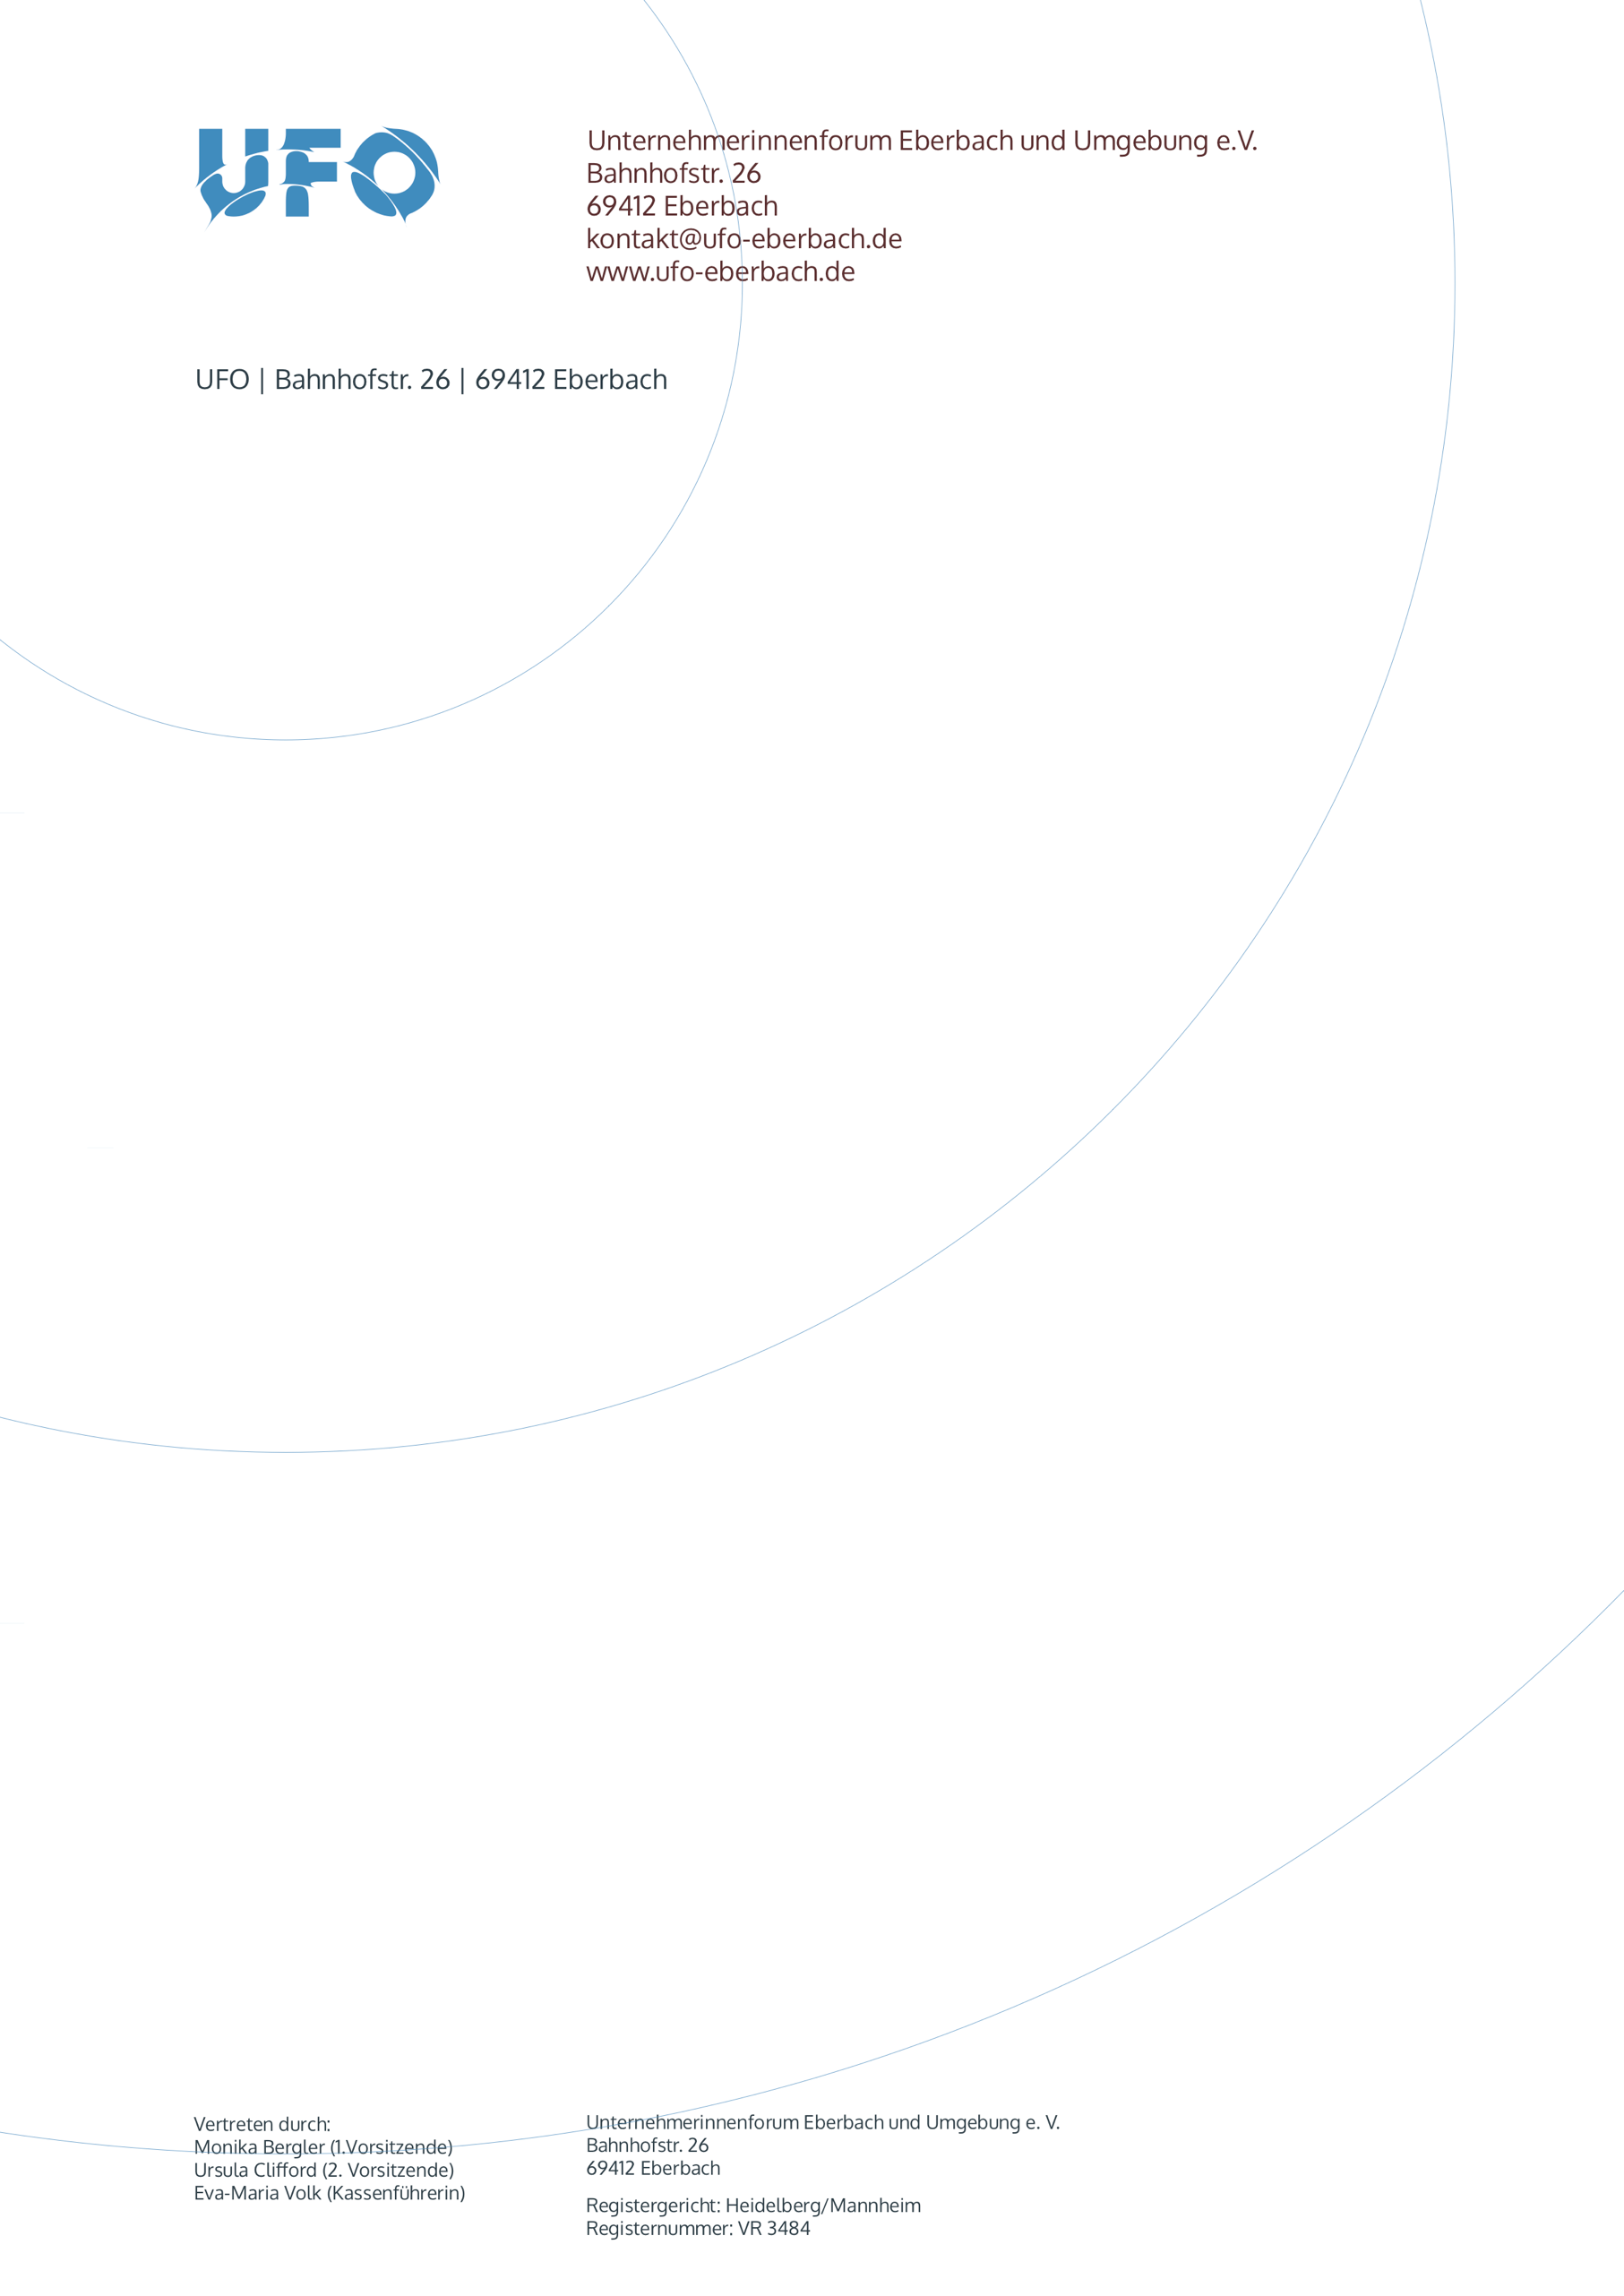 UFO
Unternehmerinnenforum Eberbach und Umgebung e.V.
Bahnhofstr. 26
69412 Eberbach
kontakt@ufo-eberbach.de
www.ufo-eberbach.de
UFO | Bahnhofstr. 26 | 69412 Eberbach
Vertreten durch:
Monika Bergler (1.Vorsitzende)
Ursula Clifford (2. Vorsitzende)
Eva-Maria Volk (Kassenführerin)
Unternehmerinnenforum Eberbach und Umgebung e. V.
Bahnhofstr. 26
69412 Eberbach
Registergericht: Heidelberg/Mannheim
Registernummer: VR 3484